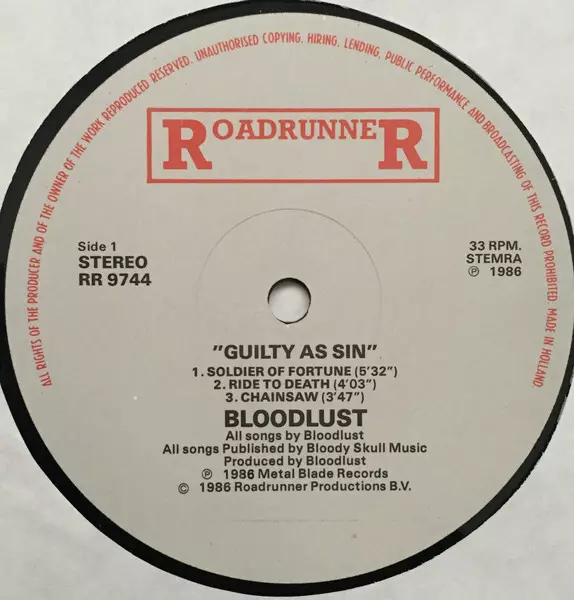 ALL RIGHTS OF THE PRODUCER AND OF THE OWNER OF THE WORK REPRODUCED RESERVED. UNAUTHORISED COPYING, HIRING, LENDING, PUBLIC PERFORMANCE AND BROADCASTING OF THIS RECORD PROHIBITED. MADE IN HOLLAND
ROADRUNNER
Side 1
STEREO
RR 9744
33 RPM.
STEMRA
℗ 1986
"GUILTY AS SIN"
1. SOLDIER OF FORTUNE (5'32")
2. RIDE TO DEATH (4'03")
3. CHAINSAW (3'47")
BLOODLUST
All songs by Bloodlust
All songs Published by Bloody Skull Music
Produced by Bloodlust
℗ 1986 Metal Blade Records
© 1986 Roadrunner Productions B.V.